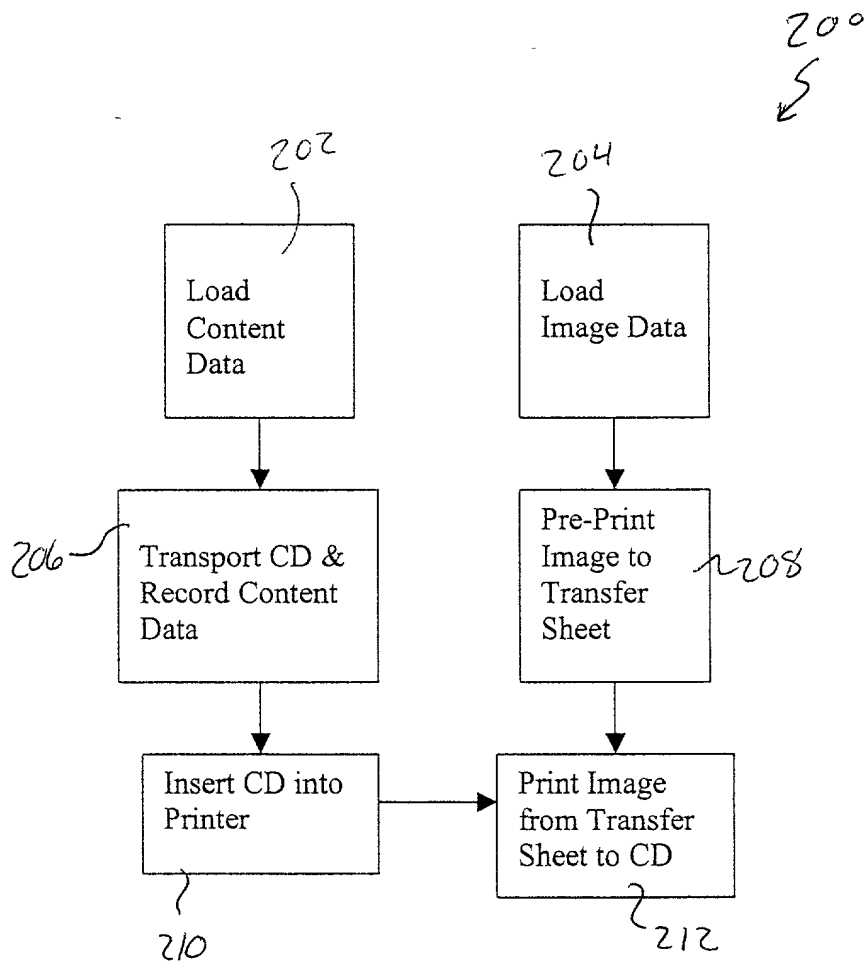 200
202
204
Load
Content
Data
Load
Image Data
206
Transport CD &
Record Content
Data
Pre-Print
Image to
Transfer
Sheet
208
Insert CD into
Printer
Print Image
from Transfer
Sheet to CD
210
212